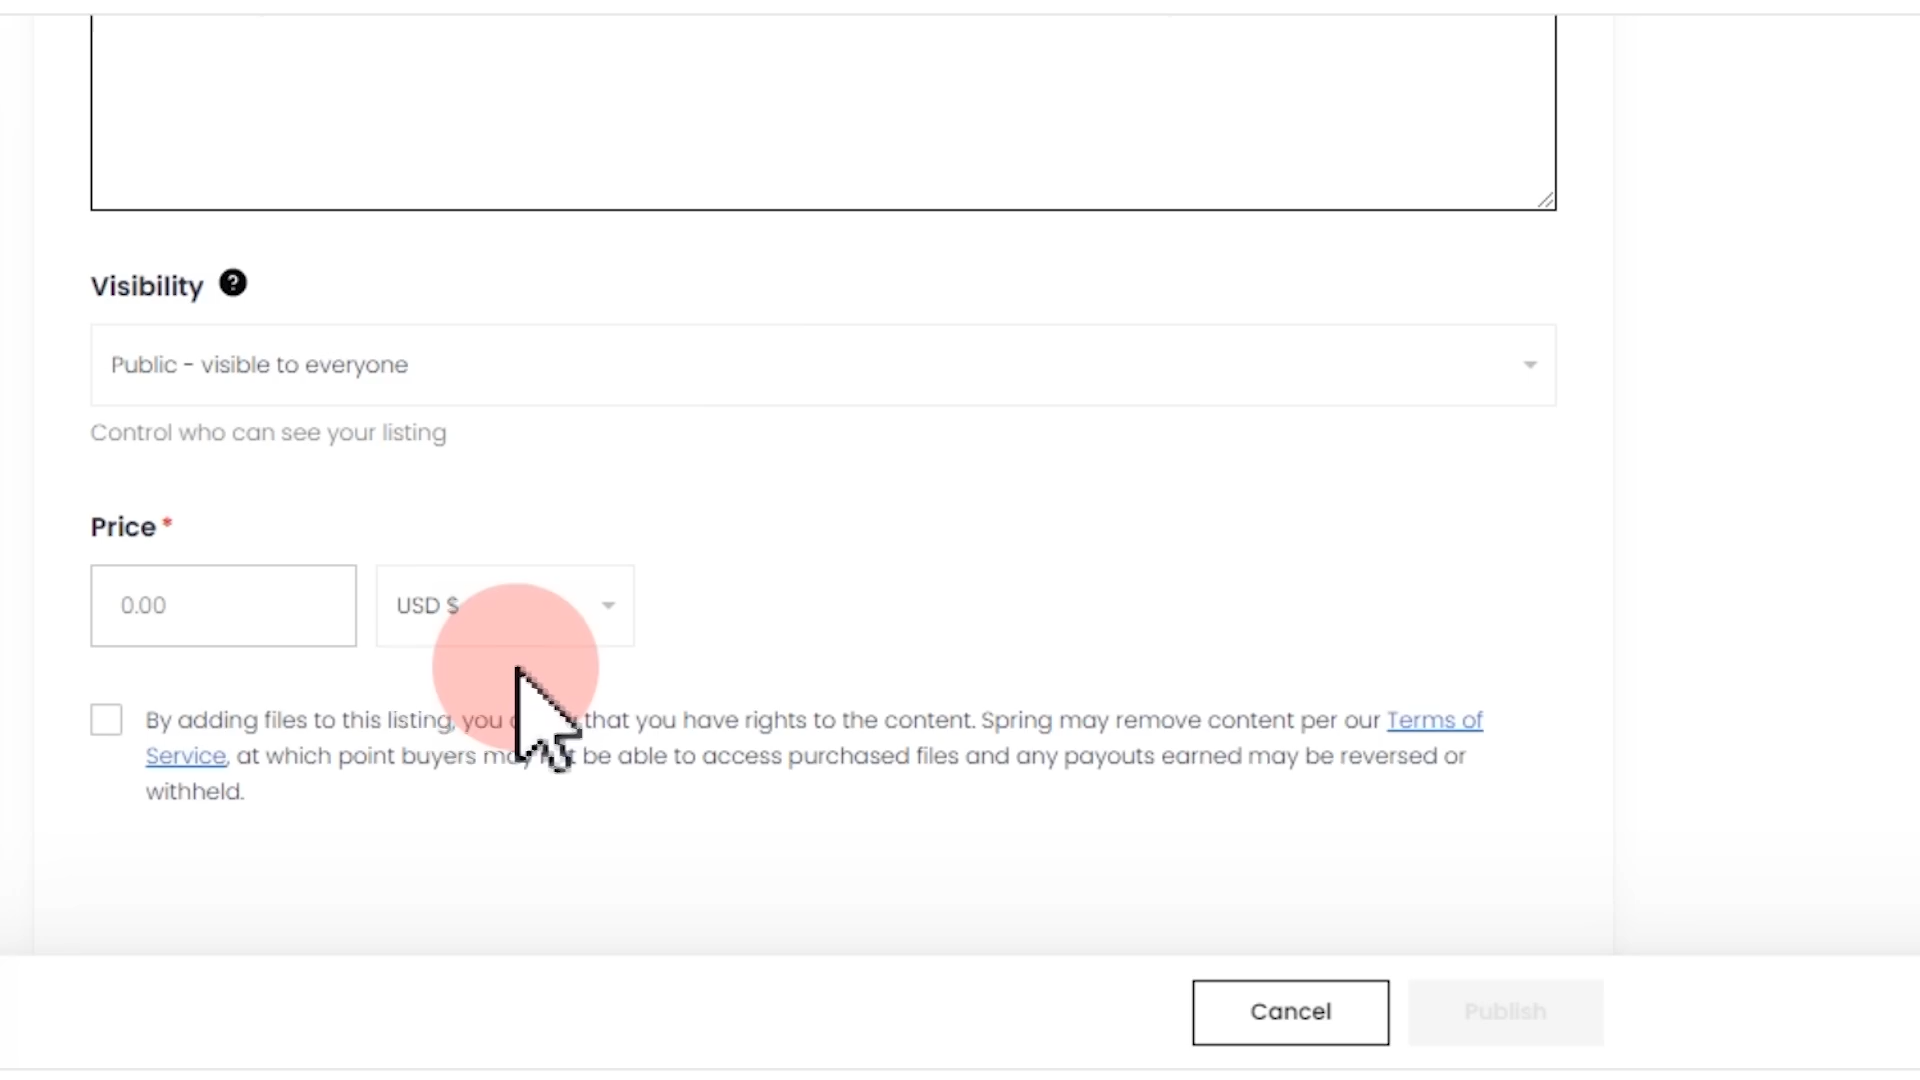 Visibility ?
Public - visible to everyone
Control who can see your listing
Price *
0.00 USD $
By adding files to this listing, you that you have rights to the content. Spring may remove content per our Terms of
Service, at which point buyers be able to access purchased files and any payouts earned may be reversed or
withheld.
Cancel Publish